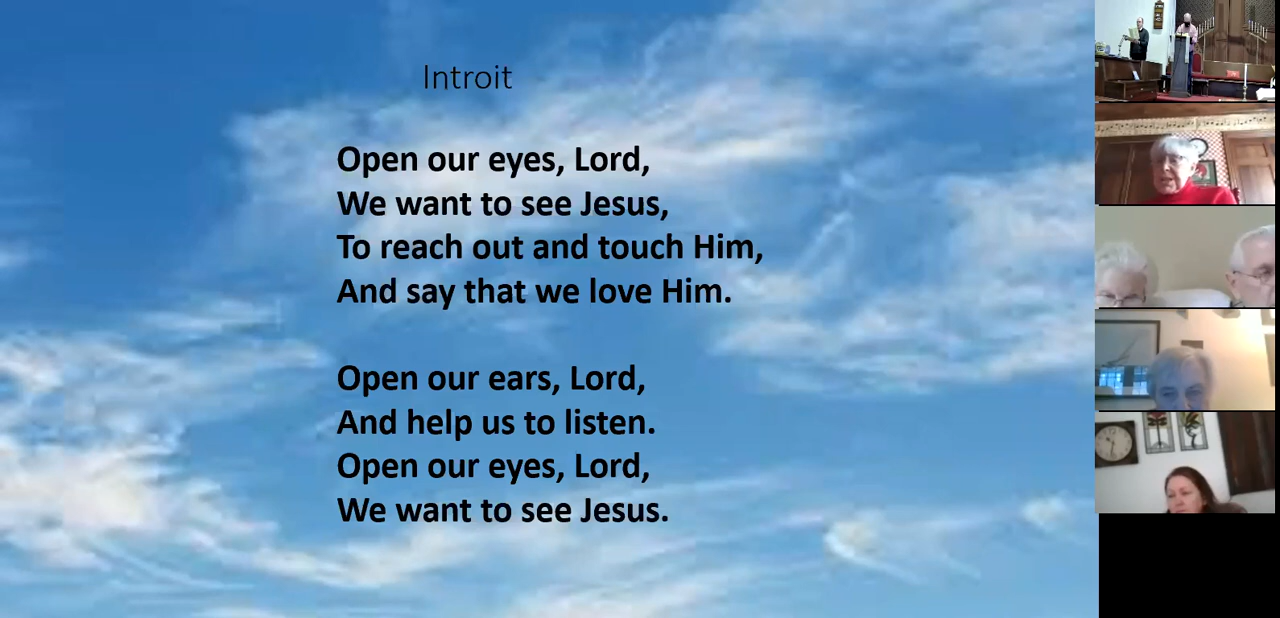 Introit
Open our eyes, Lord,
We want to see Jesus,
To reach out and touch Him,
And say that we love Him.
Open our ears, Lord,
And help us to listen.
Open our eyes, Lord,
We want to see Jesus.